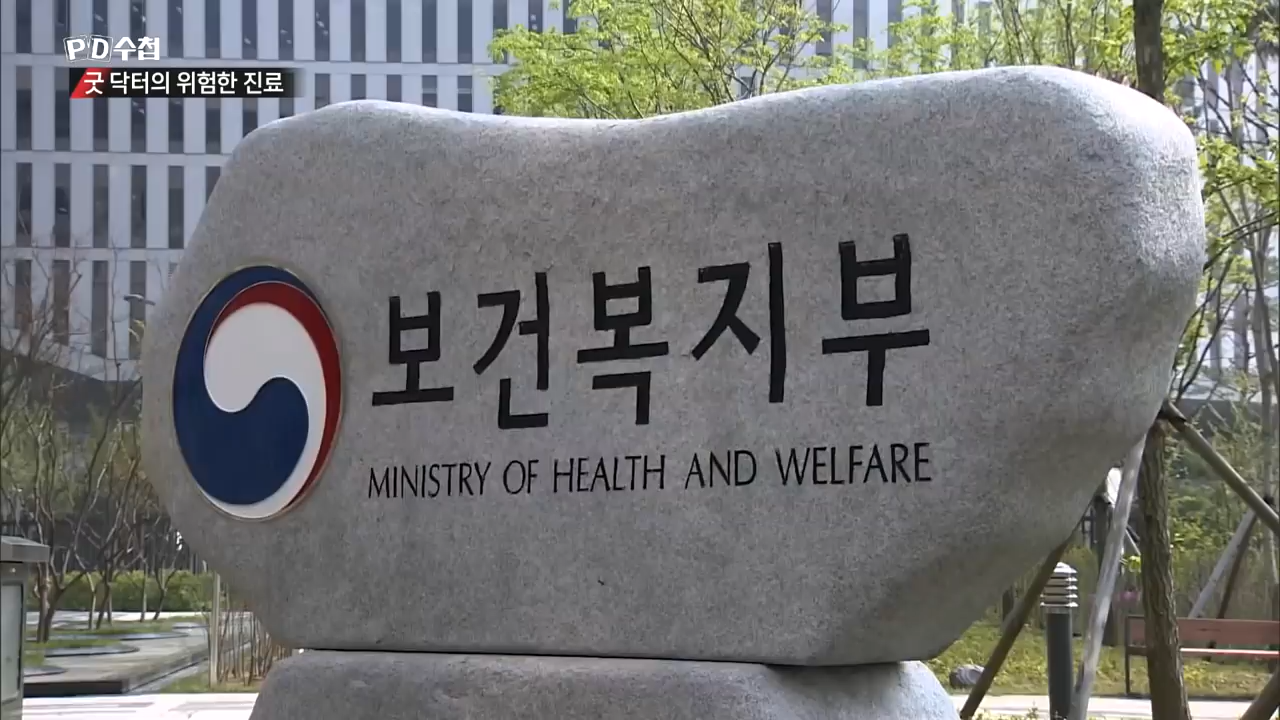 PD수첩
굿 닥터의 위험한 진료
보건복지부
MINISTRY OF HEALTH AND WELFARE